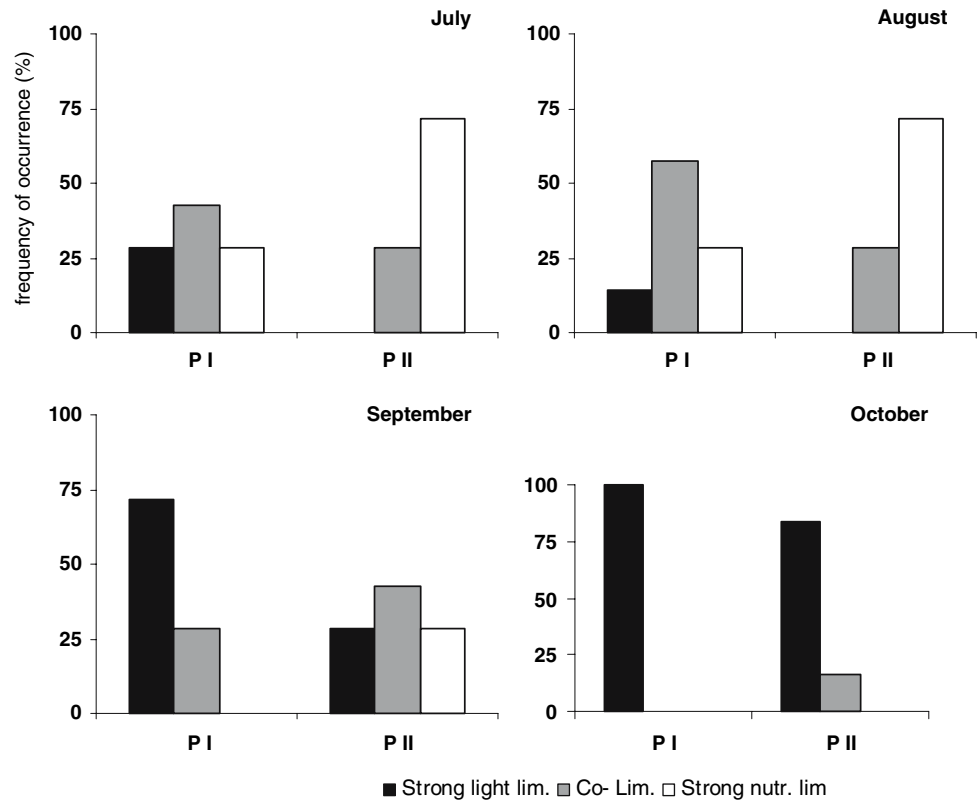 July
August
frequency of occurrence (%)
100
75
50
25
0
P I
P II
100
75
50
25
0
P I
P II
September
October
100
75
50
25
0
P I
P II
100
75
50
25
0
P I
P II
Strong light lim. Co- Lim. Strong nutr. lim